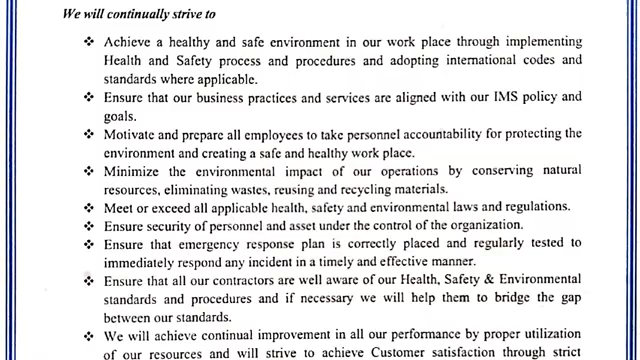 We will continually strive to
❖ Achieve a healthy and safe environment in our work place through implementing
Health and Safety process and procedures and adopting international codes and
standards where applicable.
❖ Ensure that our business practices and services are aligned with our IMS policy and
goals.
❖ Motivate and prepare all employees to take personnel accountability for protecting the
environment and creating a safe and healthy work place.
❖ Minimize the environmental impact of our operations by conserving natural
resources, eliminating wastes, reusing and recycling materials.
❖ Meet or exceed all applicable health, safety and environmental laws and regulations.
❖ Ensure security of personnel and asset under the control of the organization.
❖ Ensure that emergency response plan is correctly placed and regularly tested to
immediately respond any incident in a timely and effective manner.
❖ Ensure that all our contractors are well aware of our Health, Safety & Environmental
standards and procedures and if necessary we will help them to bridge the gap
between our standards.
❖ We will achieve continual improvement in all our performance by proper utilization
of our resources and will strive to achieve Customer satisfaction through strict